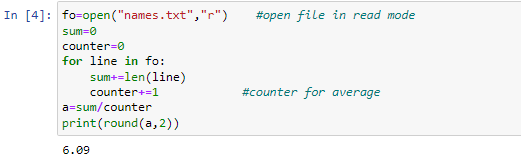 In [4]: fo=open("names.txt","r")    #open file in read mode
sum=0
counter=0
for line in fo:
    sum+=len(line)
    counter+=1            #counter for average
a=sum/counter
print(round(a,2))
6.09